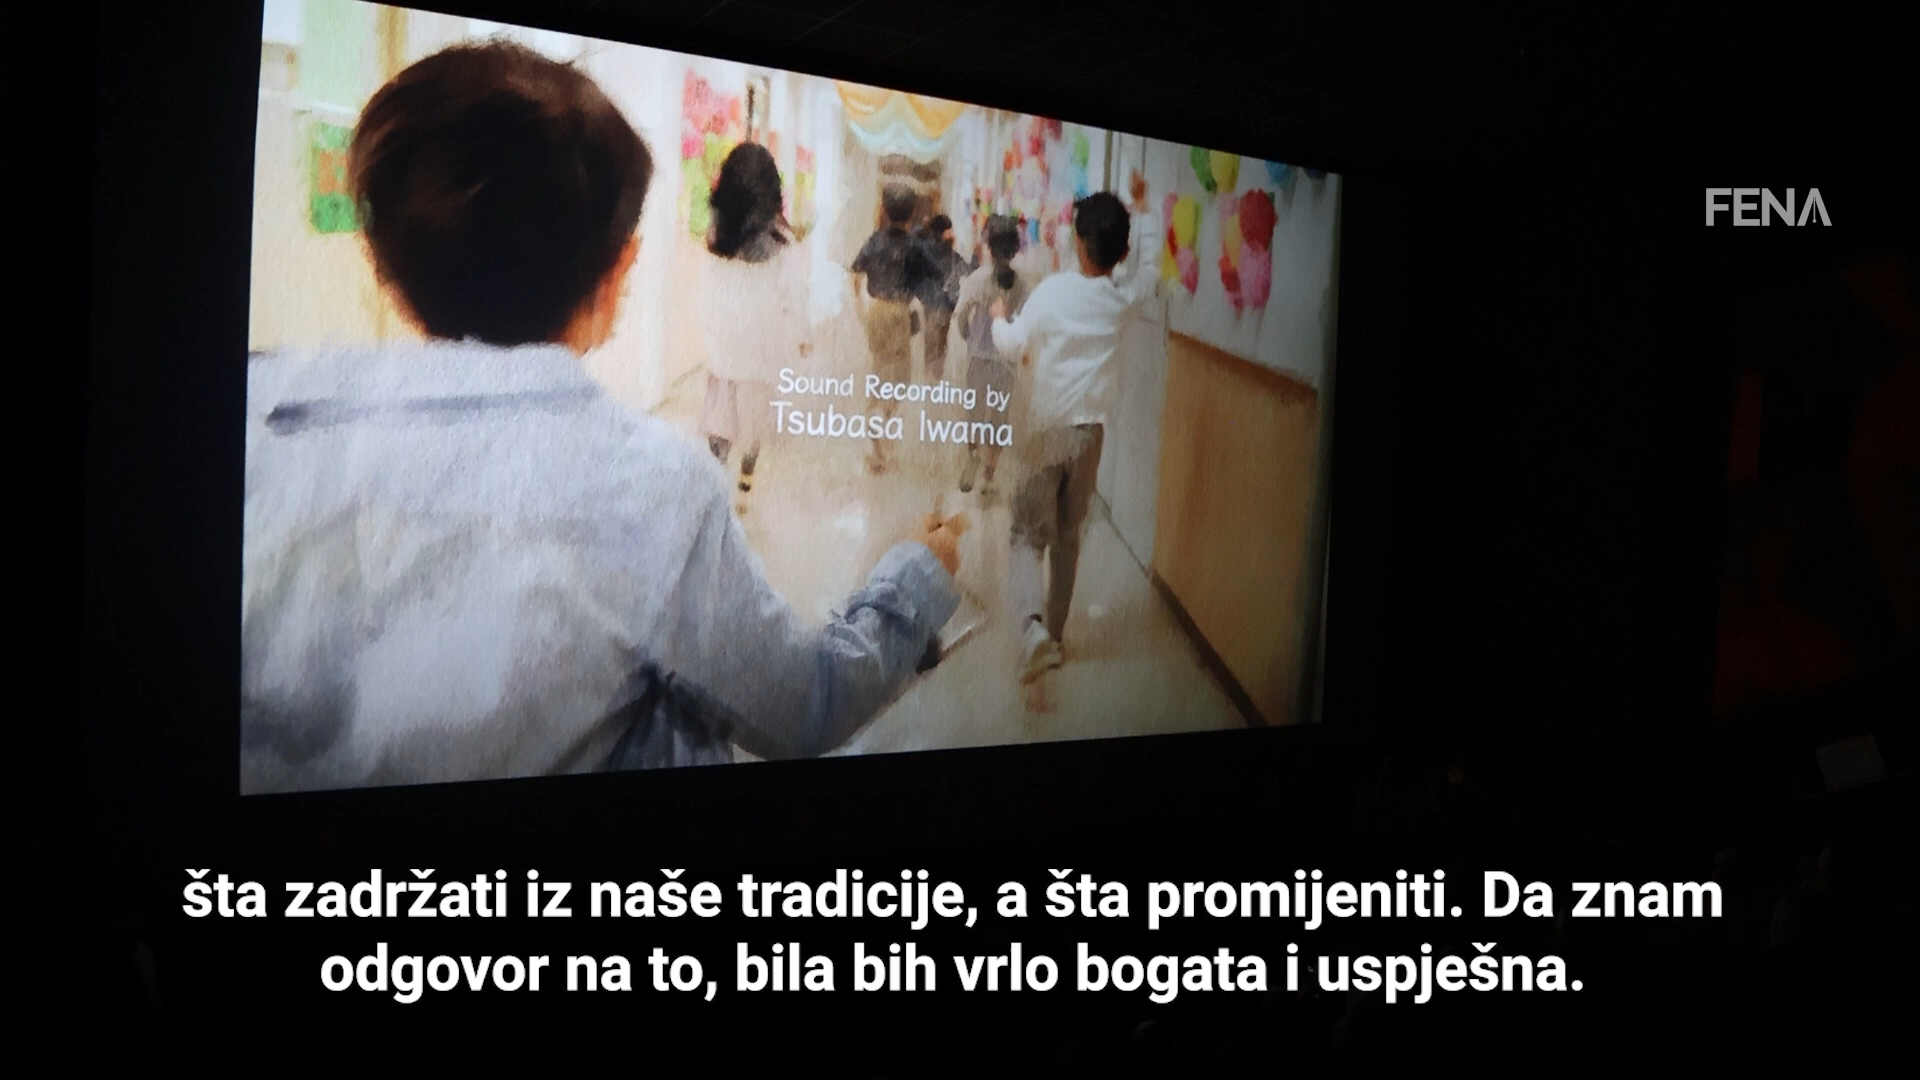 FENA
Sound Recording by
Tsubasa Iwama
šta zadržati iz naše tradicije, a šta promijeniti. Da znam
odgovor na to, bila bih vrlo bogata i uspješna.